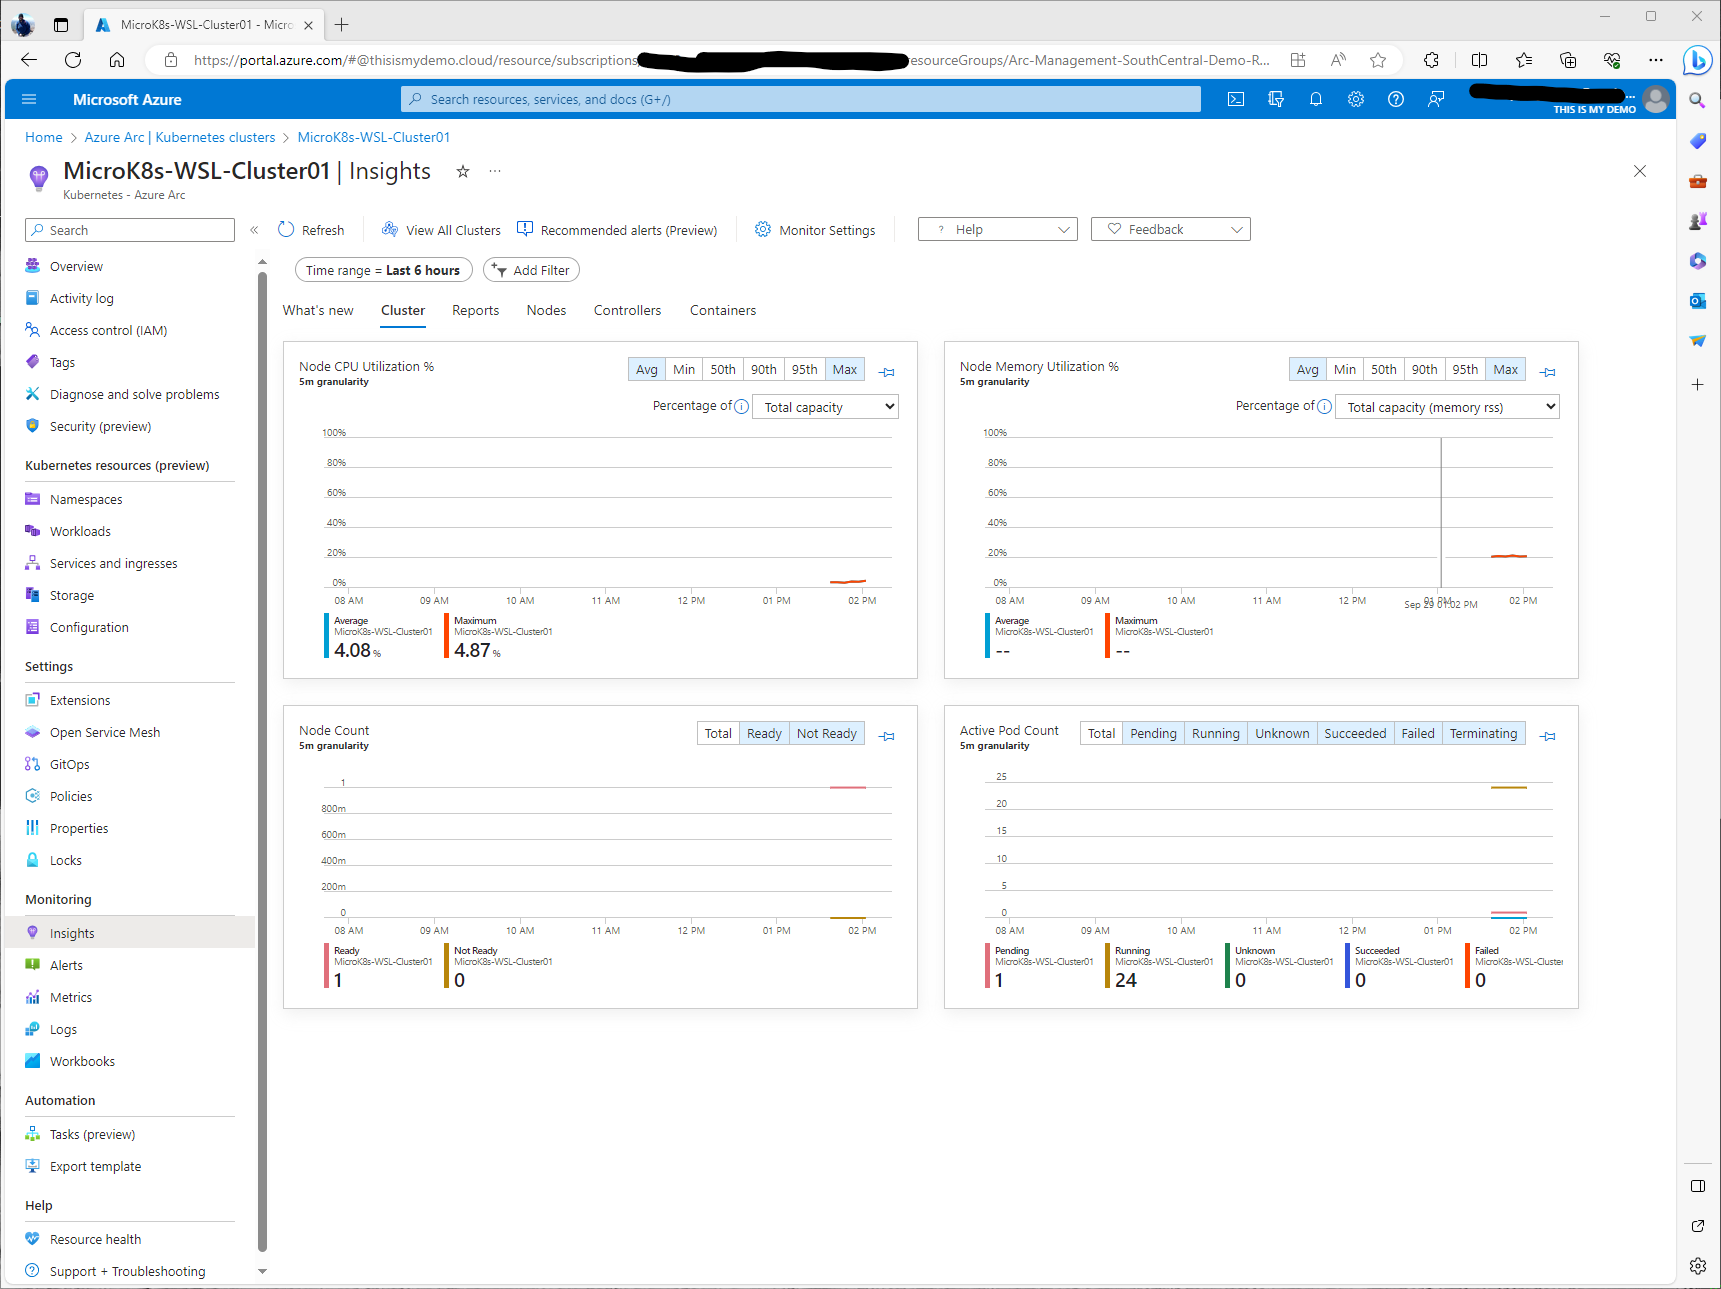 MicroK8s-WSL-Cluster01 - Micro
https://portal.azure.com/#@thisismydemo.cloud/resource/subscriptions
esourceGroups/Arc-Management-SouthCentral-Demo-R...
Microsoft Azure
Search resources, services, and docs (G+/)
THIS IS MY DEMO
Home > Azure Arc | Kubernetes clusters > MicroK8s-WSL-Cluster01
MicroK8s-WSL-Cluster01 | Insights
Kubernetes - Azure Arc
Search
Refresh
View All Clusters
Recommended alerts (Preview)
Monitor Settings
? Help
Feedback
Overview
Activity log
Access control (IAM)
Tags
Diagnose and solve problems
Security (preview)
Kubernetes resources (preview)
Namespaces
Workloads
Services and ingresses
Storage
Configuration
Settings
Extensions
Open Service Mesh
GitOps
Policies
Properties
Locks
Monitoring
Insights
Alerts
Metrics
Logs
Workbooks
Automation
Tasks (preview)
Export template
Help
Resource health
Support + Troubleshooting
Time range = Last 6 hours
Add Filter
What's new
Cluster
Reports
Nodes
Controllers
Containers
Node CPU Utilization %
5m granularity
Avg Min 50th 90th 95th Max
Percentage of Total capacity
100%
80%
60%
40%
20%
0%
08 AM 09 AM 10 AM 11 AM 12 PM 01 PM 02 PM
Average
MicroK8s-WSL-Cluster01
4.08 %
Maximum
MicroK8s-WSL-Cluster01
4.87 %
Node Memory Utilization %
5m granularity
Avg Min 50th 90th 95th Max
Percentage of Total capacity (memory rss)
100%
80%
60%
40%
20%
0%
08 AM 09 AM 10 AM 11 AM 12 PM 01 PM 02 PM
Sep 29 01:02 PM
Average
MicroK8s-WSL-Cluster01
--
Maximum
MicroK8s-WSL-Cluster01
--
Node Count
5m granularity
Total Ready Not Ready
1
800m
600m
400m
200m
0
08 AM 09 AM 10 AM 11 AM 12 PM 01 PM 02 PM
Ready
MicroK8s-WSL-Cluster01
1
Not Ready
MicroK8s-WSL-Cluster01
0
Active Pod Count
5m granularity
Total Pending Running Unknown Succeeded Failed Terminating
25
20
15
10
5
0
08 AM 09 AM 10 AM 11 AM 12 PM 01 PM 02 PM
Pending
MicroK8s-WSL-Cluster01
1
Running
MicroK8s-WSL-Cluster01
24
Unknown
MicroK8s-WSL-Cluster01
0
Succeeded
MicroK8s-WSL-Cluster01
0
Failed
MicroK8s-WSL-Cluster
0